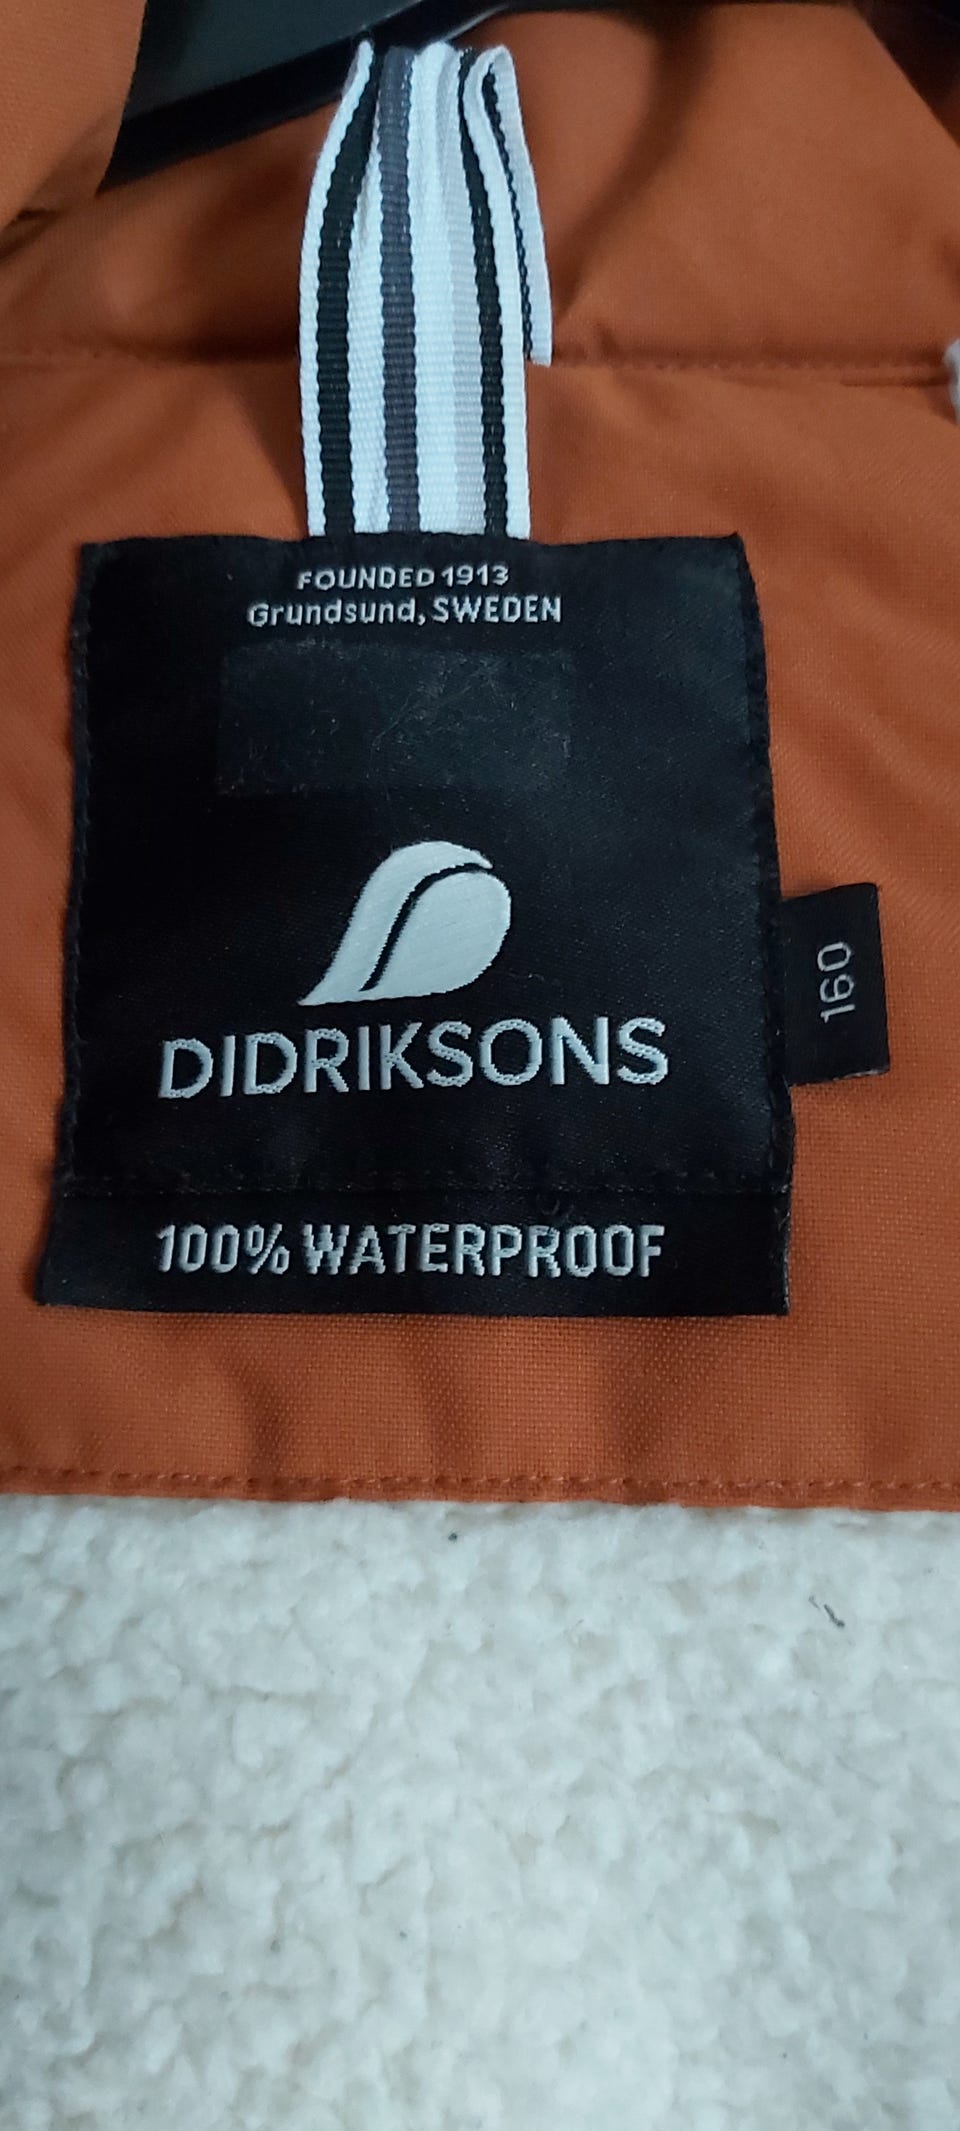 FOUNDED 1913
Grundsund, SWEDEN
DIDRIKSONS
160
100% WATERPROOF